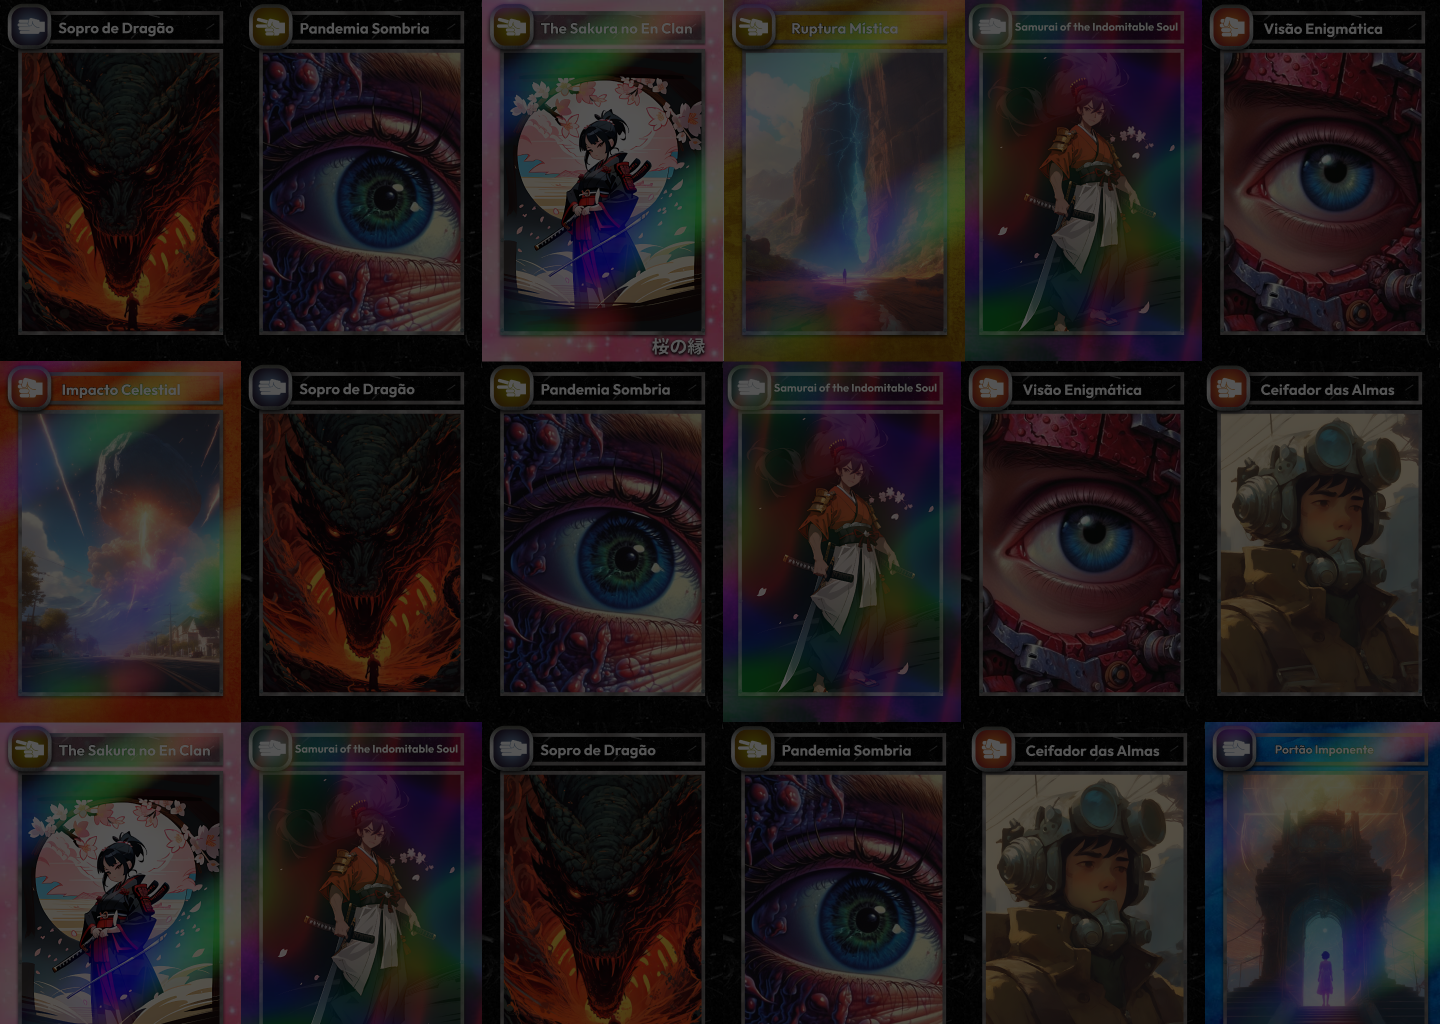 Sopro de Dragão
Pandemia Sombria
The Sakura no En Clan
Ruptura Mística
Samurai of the Indomitable Soul
Visão Enigmática
桜の縁
Impacto Celestial
Sopro de Dragão
Pandemia Sombria
Samurai of the Indomitable Soul
Visão Enigmática
Ceifador das Almas
The Sakura no En Clan
Samurai of the Indomitable Soul
Sopro de Dragão
Pandemia Sombria
Ceifador das Almas
Portão Imponente